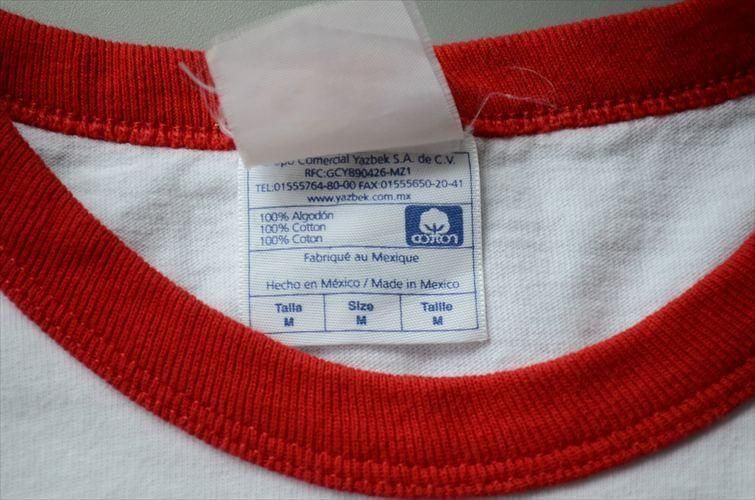 Comercial Yazbek S.A. de C.V.
RFC:GCY890426-MZ1
TEL:01555764-80-00 FAX:01555650-20-41
www.yazbek.com.mx
100% Algodón
100% Cotton
100% Coton
COTTON
Fabriqué au Mexique
Hecho en México / Made in Mexico
Talla Size Taille
M M M